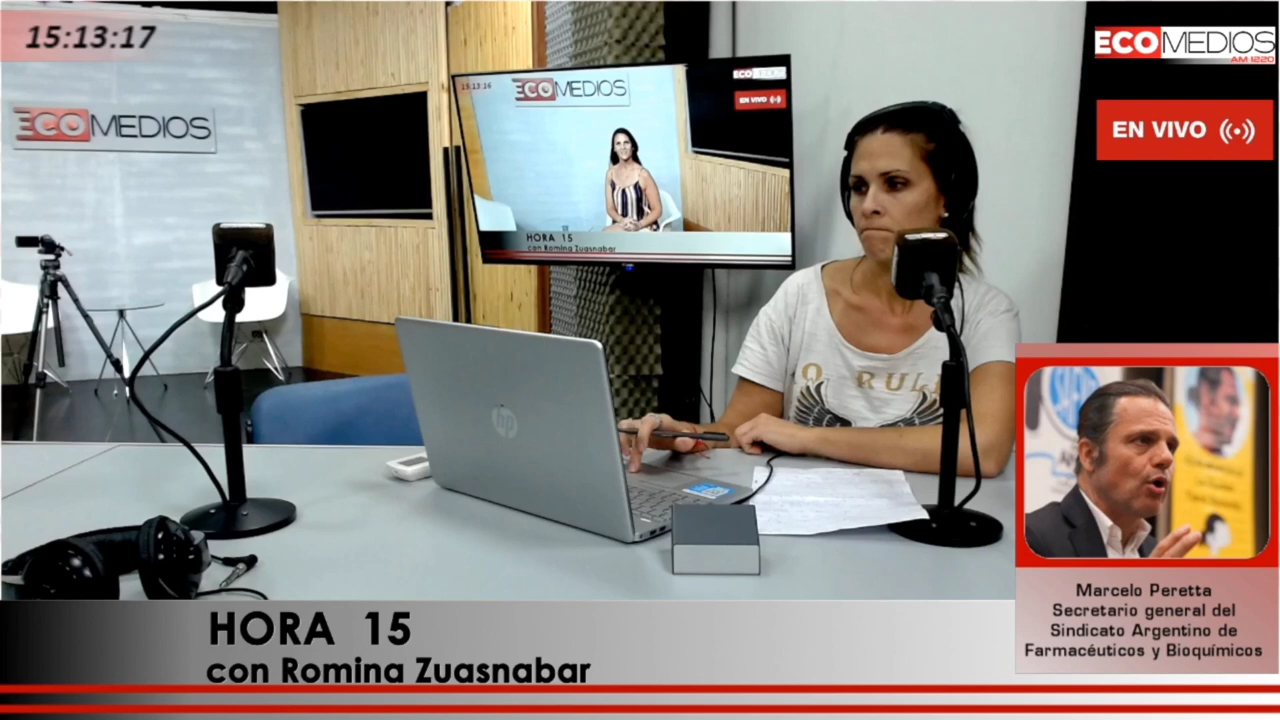 15:13:17
ECOMEDIOS
AM 1220
EN VIVO
ECOMEDIOS
15:13:16
ECOMEDIOS
EN VIVO
HORA 15
con Romina Zuasnabar
hp
Marcelo Peretta
Secretario general del
Sindicato Argentino de
Farmacéuticos y Bioquímicos
HORA 15
con Romina Zuasnabar